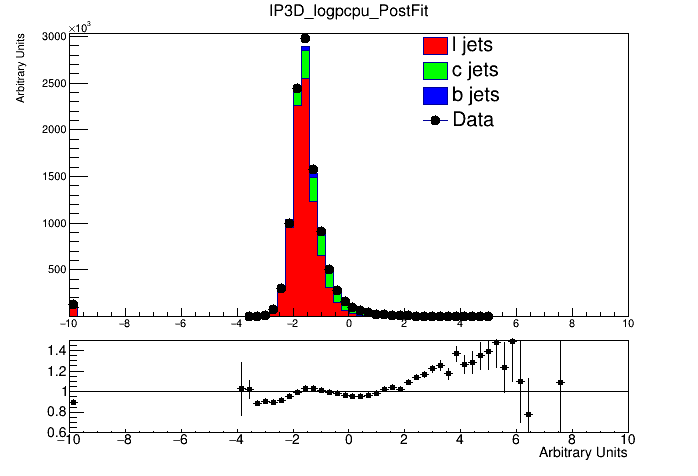 IP3D_logpcpu_PostFit
×10³
Arbitrary Units
3000
2500
2000
1500
1000
500
l jets
c jets
b jets
Data
−10 −8 −6 −4 −2 0 2 4 6 8 10
1.4
1.2
1
0.8
0.6
−10 −8 −6 −4 −2 0 2 4 6 8 10
Arbitrary Units